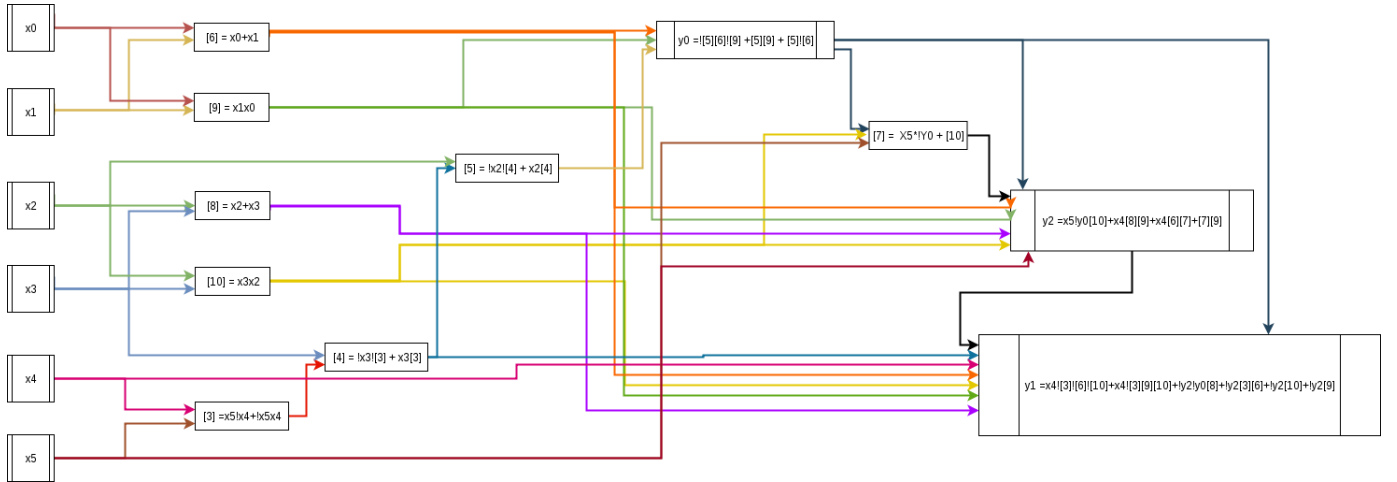 x0
[6] = x0+x1
y0 =![5][6]![9] +[5][9] + [5]![6]
x1
[9] = x1x0
[7] =  X5*!Y0 + [10]
[5] = !x2![4] + x2[4]
x2
[8] = x2+x3
y2 =x5!y0[10]+x4[8][9]+x4[6][7]+[7][9]
x3
[10] = x3x2
[4] = !x3![3] + x3[3]
x4
y1 =x4![3]![6]![10]+x4![3][9][10]+!y2!y0[8]+!y2[3][6]+!y2[10]+!y2[9]
[3] =x5!x4+!x5x4
x5